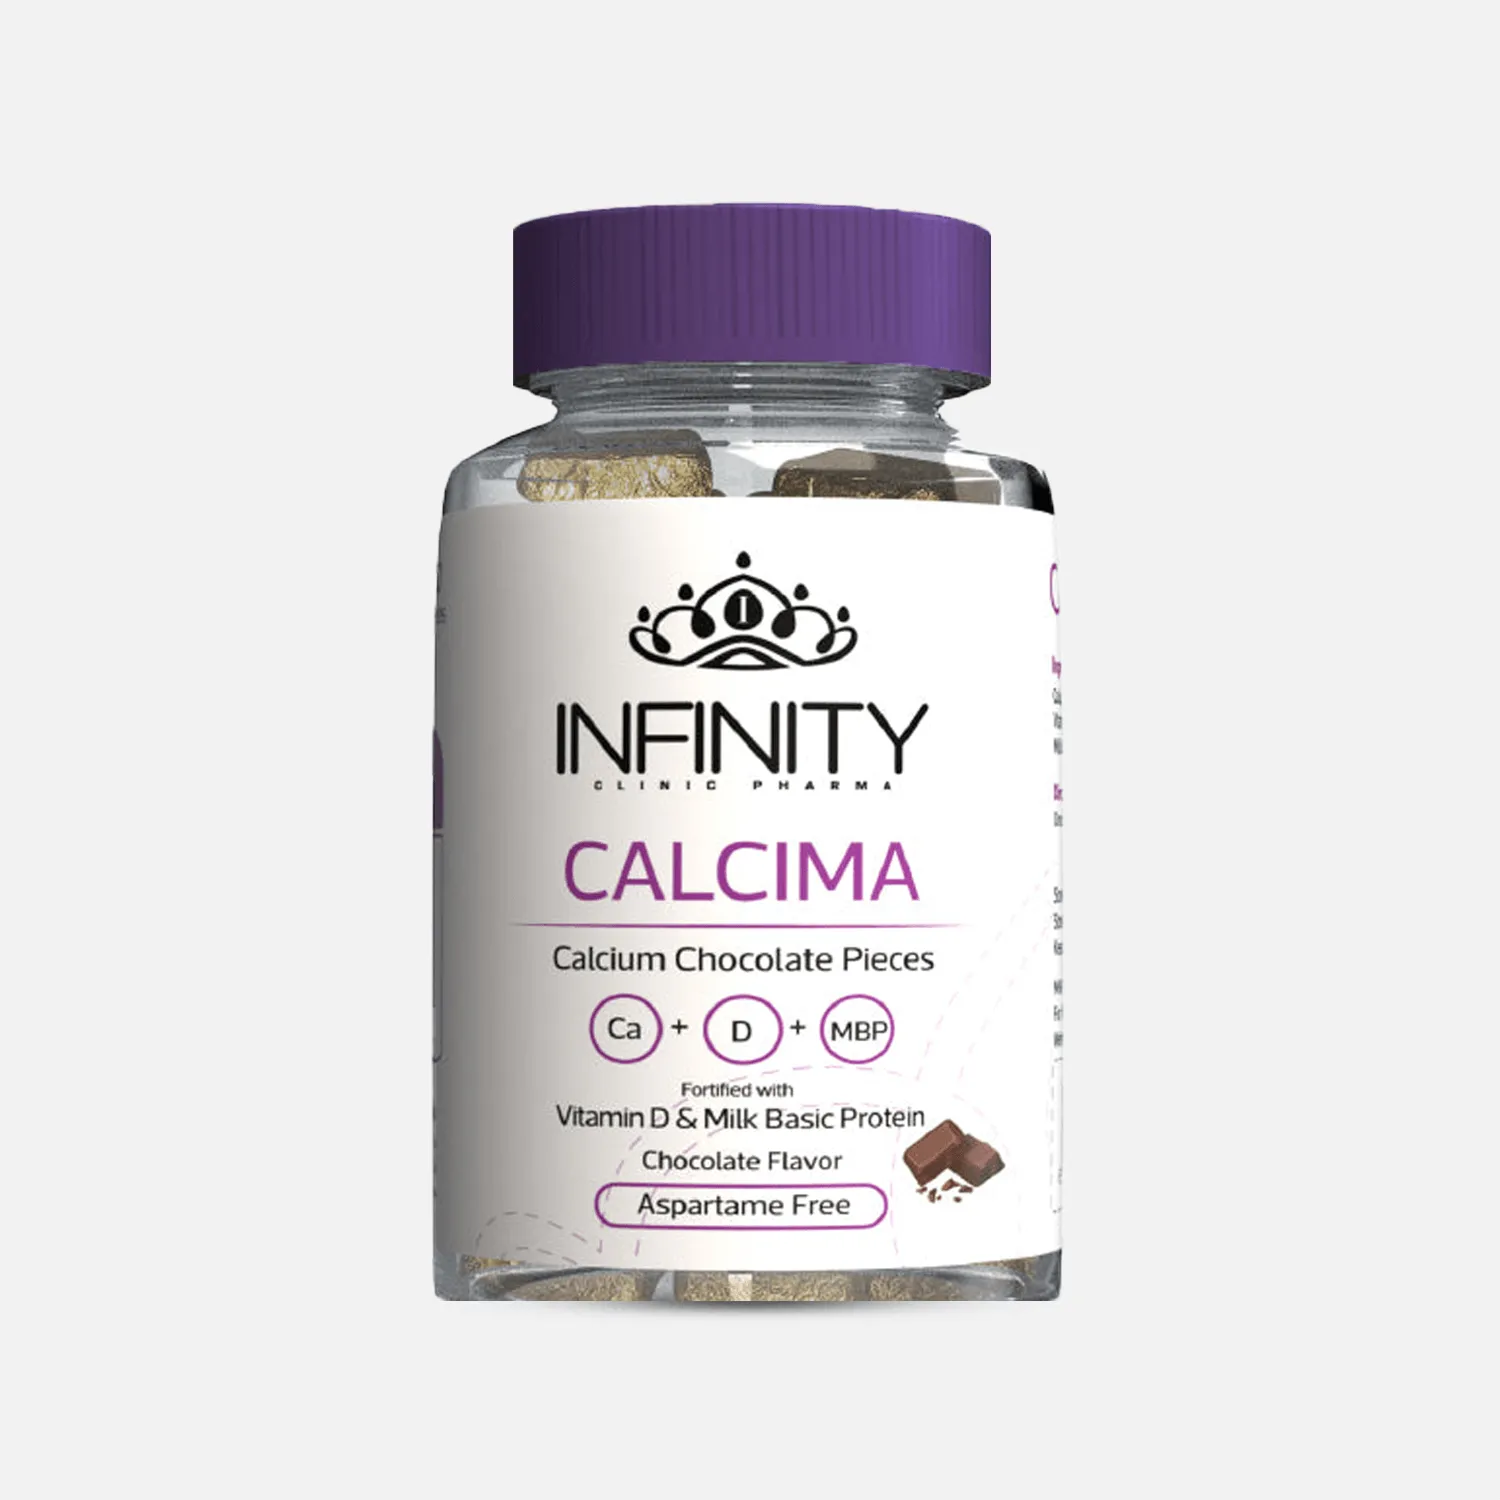 I
INFINITY
CLINIC PHARMA
CALCIMA
Calcium Chocolate Pieces
Ca + D + MBP
Fortified with
Vitamin D & Milk Basic Protein
Chocolate Flavor
Aspartame Free